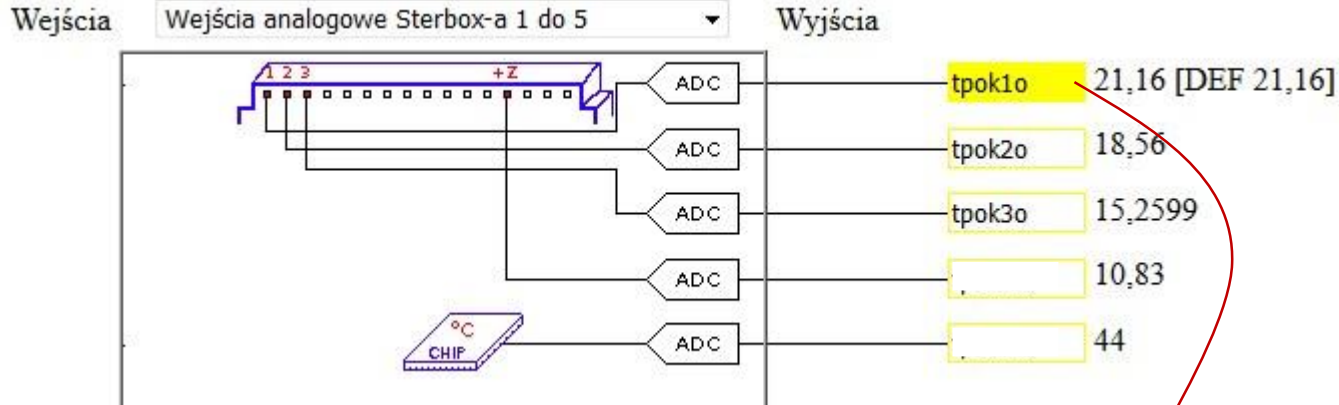 Wejścia Wejścia analogowe Sterbox-a 1 do 5 Wyjścia
1 2 3 +Z
ADC tpok1o 21,16 [DEF 21,16]
ADC tpok2o 18,56
ADC tpok3o 15,2599
ADC 10,83
°C
CHIP ADC 44